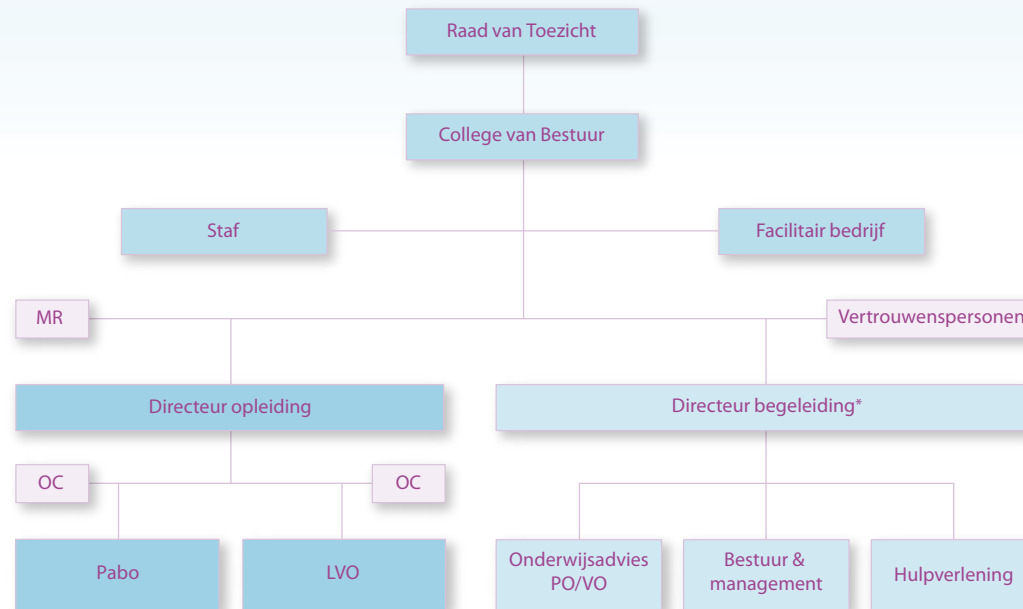 Raad van Toezicht
College van Bestuur
Staf
Facilitair bedrijf
MR
Vertrouwenspersonen
Directeur opleiding
Directeur begeleiding*
OC
OC
Pabo
LVO
Onderwijsadvies
PO/VO
Bestuur &
management
Hulpverlening